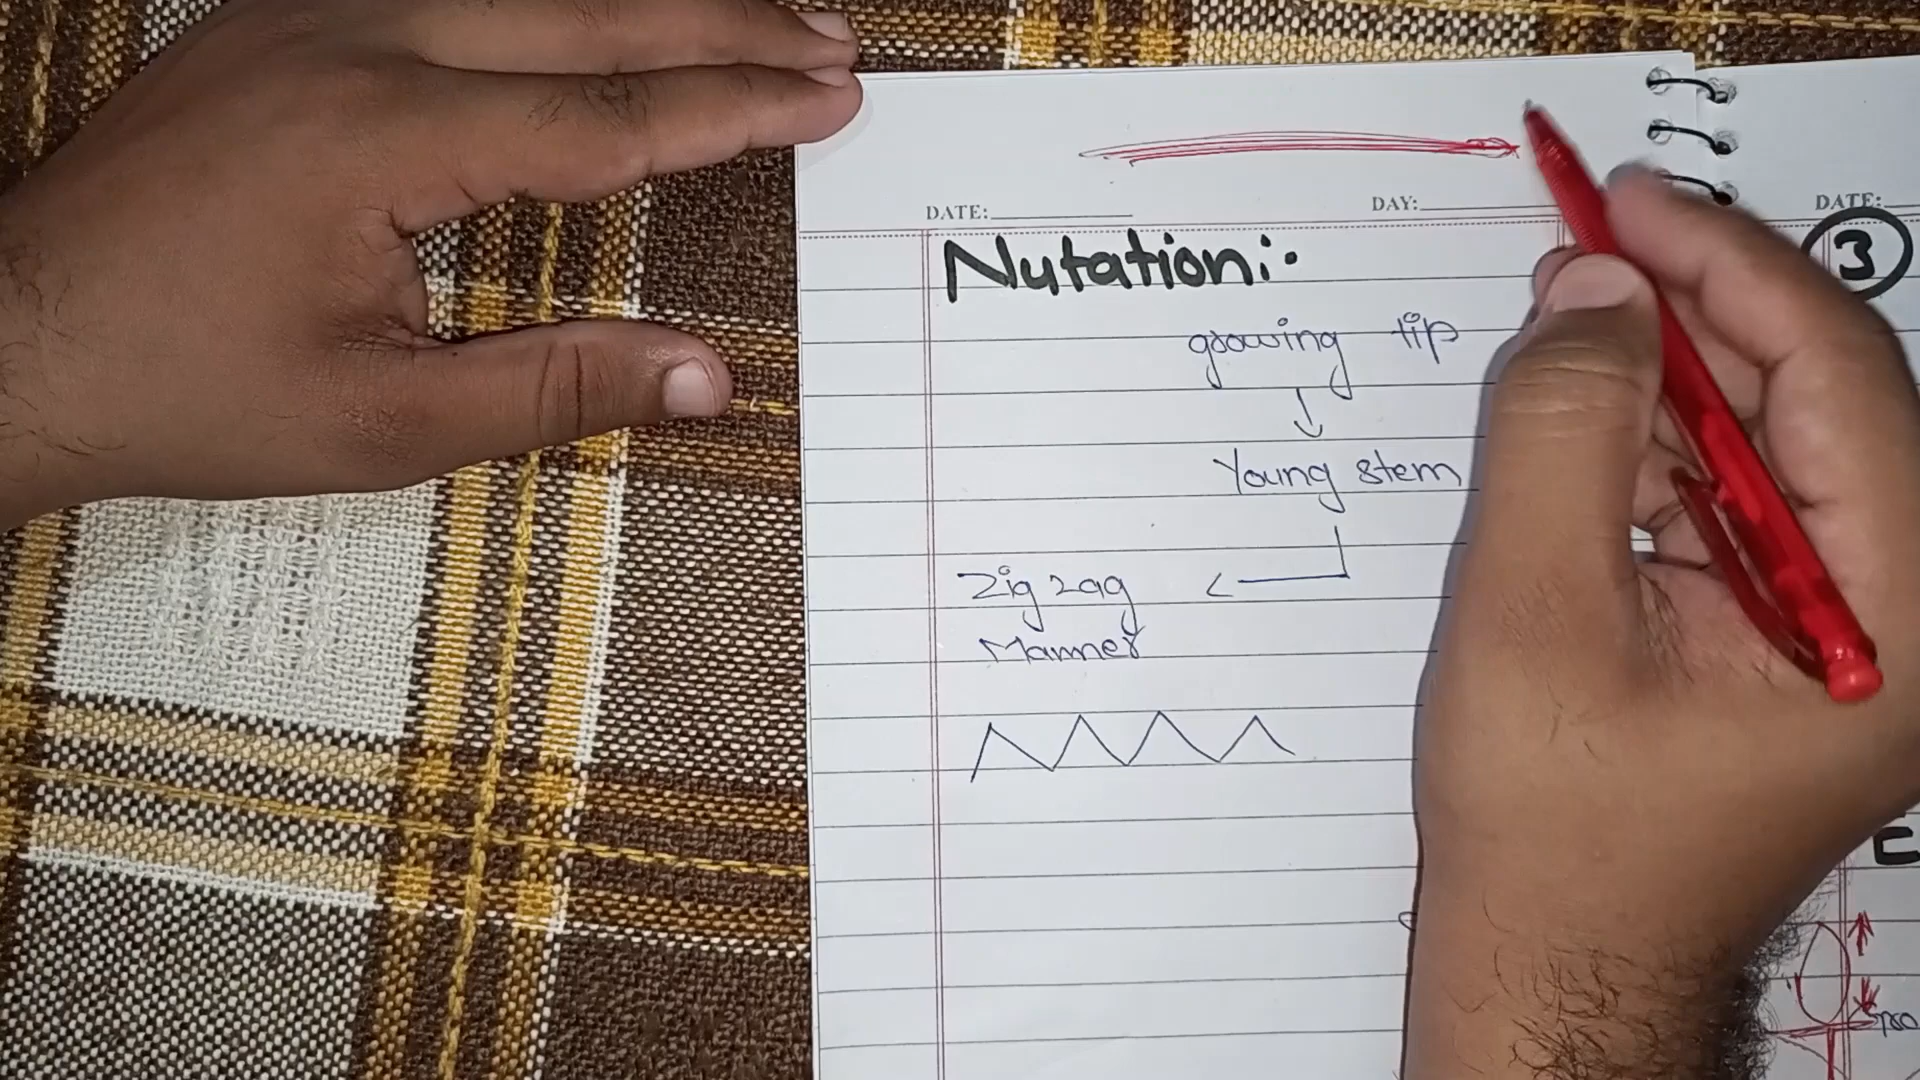 DATE:
DAY:
DATE:
Nutation:-
3
growing tip
Young stem
Zig zag
Manner